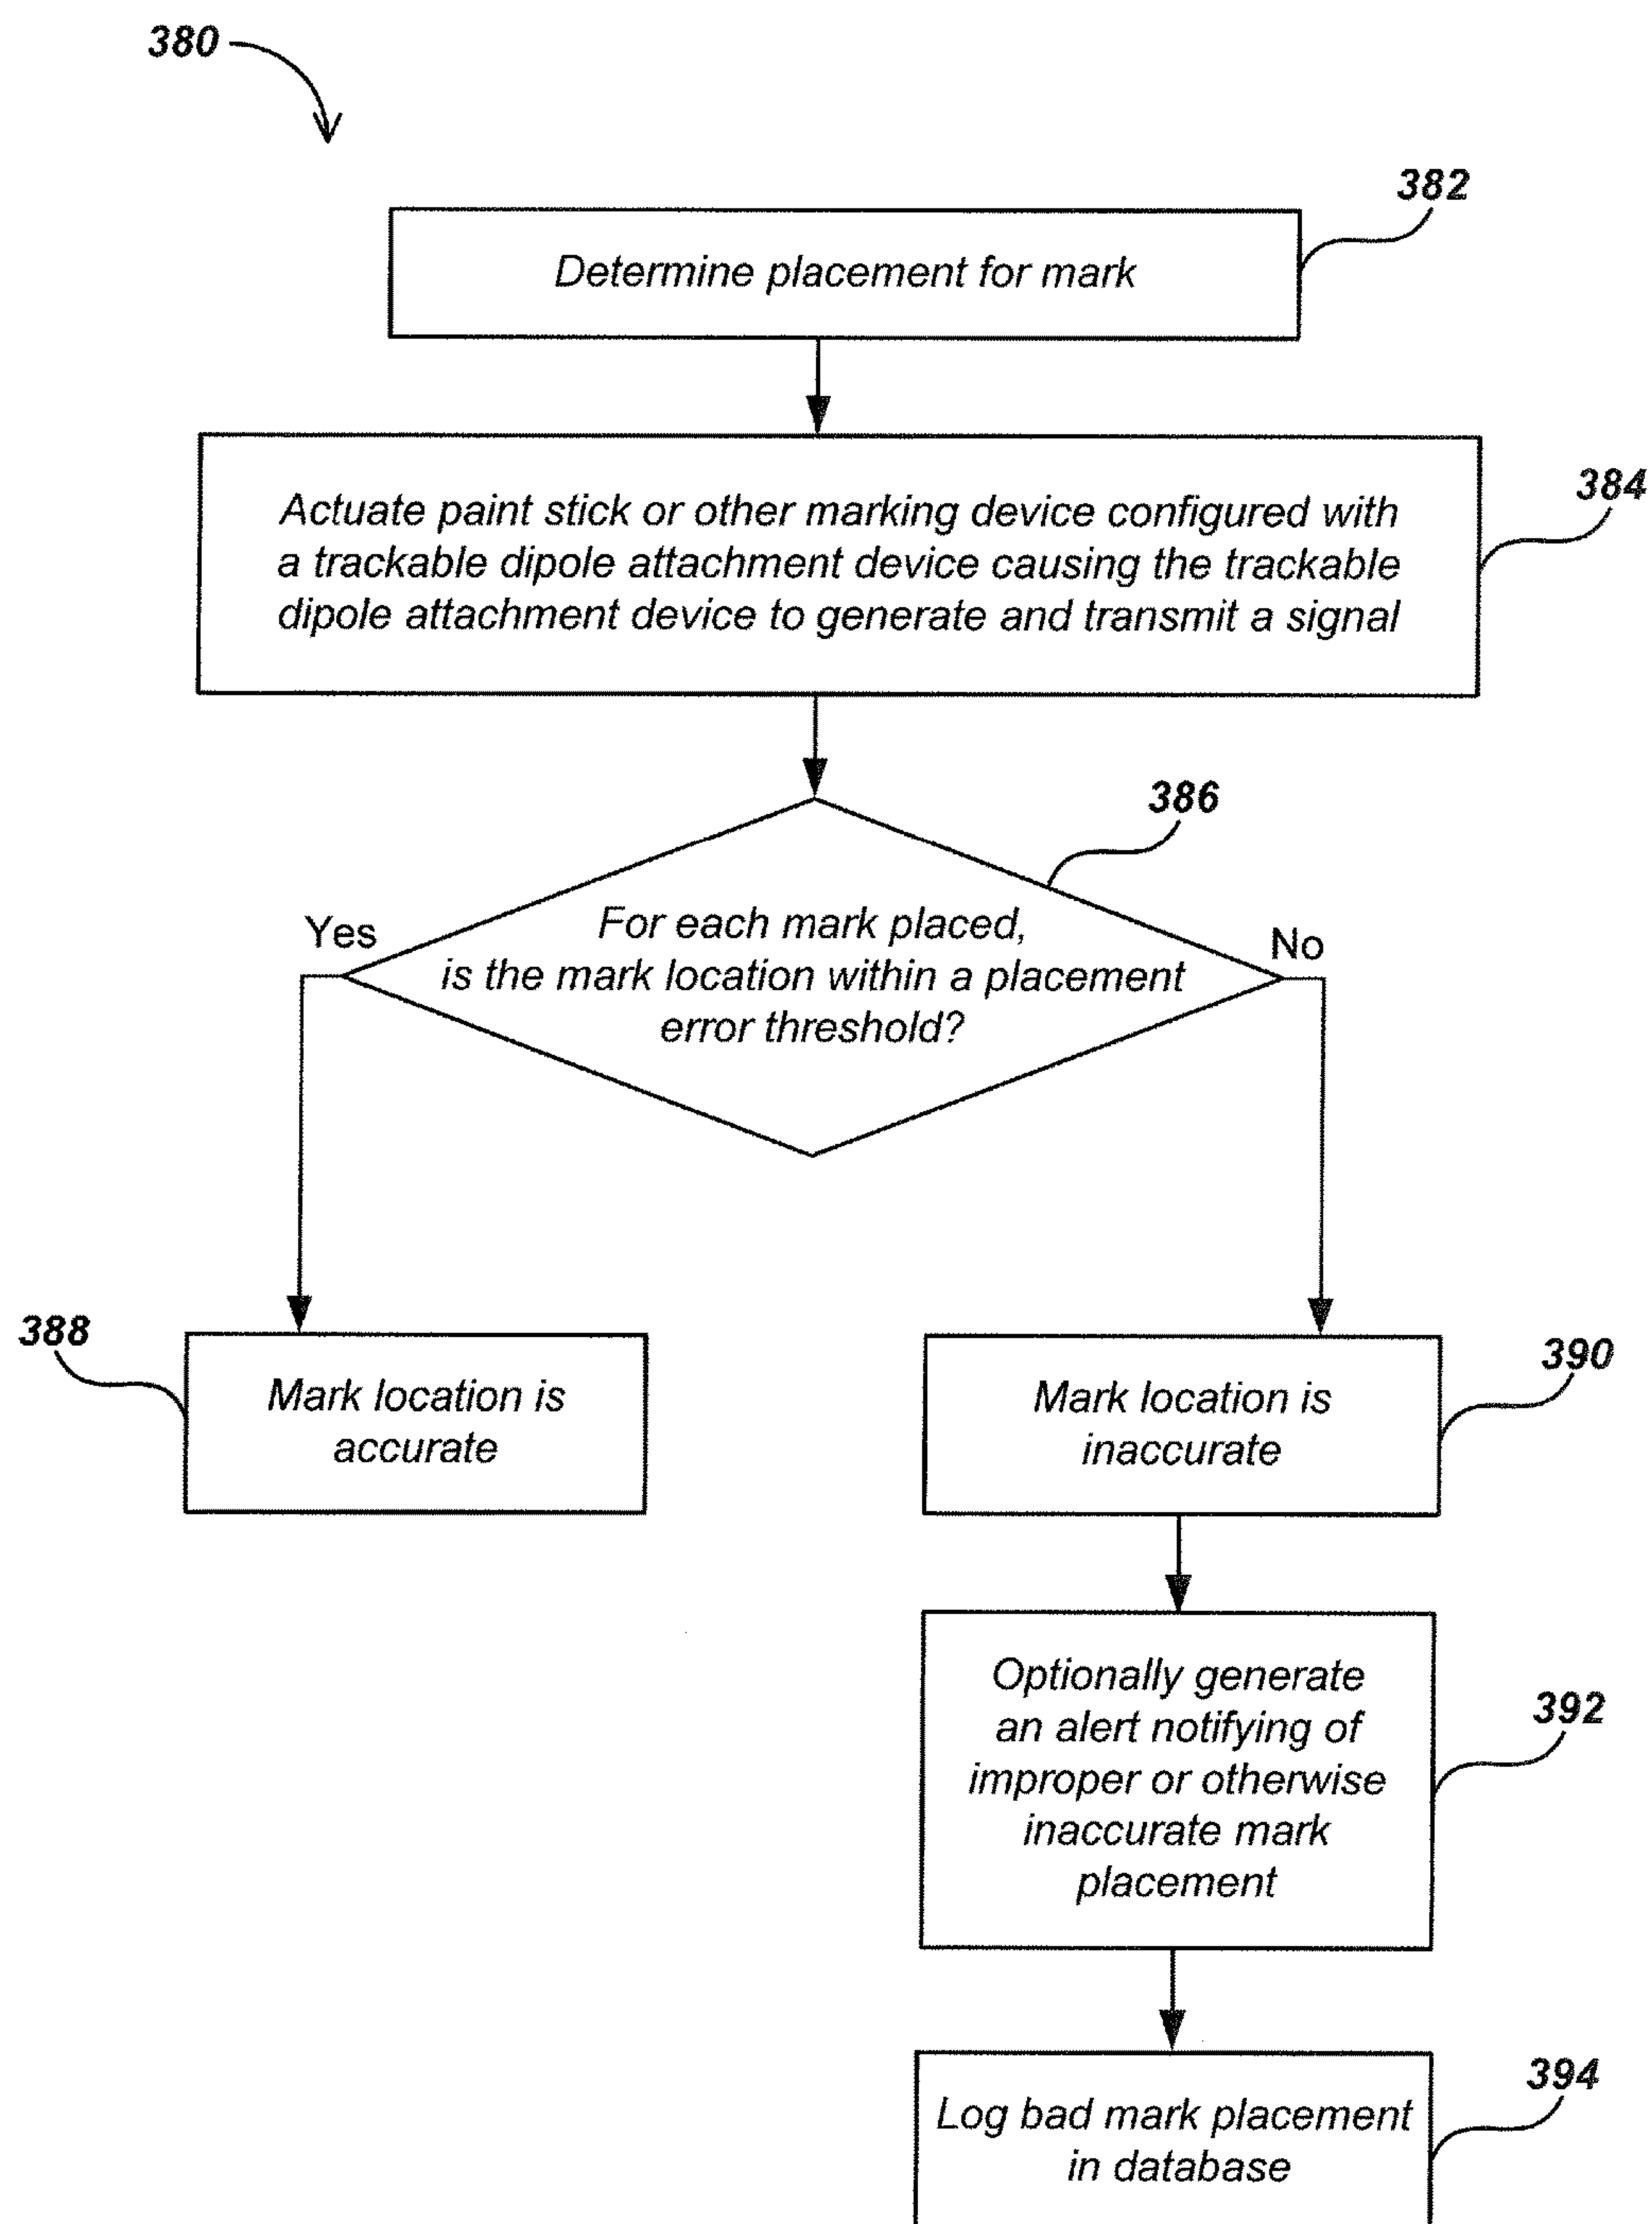 380
382
Determine placement for mark
384
Actuate paint stick or other marking device configured with
a trackable dipole attachment device causing the trackable
dipole attachment device to generate and transmit a signal
386
For each mark placed,
is the mark location within a placement
error threshold?
Yes
No
388
Mark location is
accurate
390
Mark location is
inaccurate
392
Optionally generate
an alert notifying of
improper or otherwise
inaccurate mark
placement
394
Log bad mark placement
in database